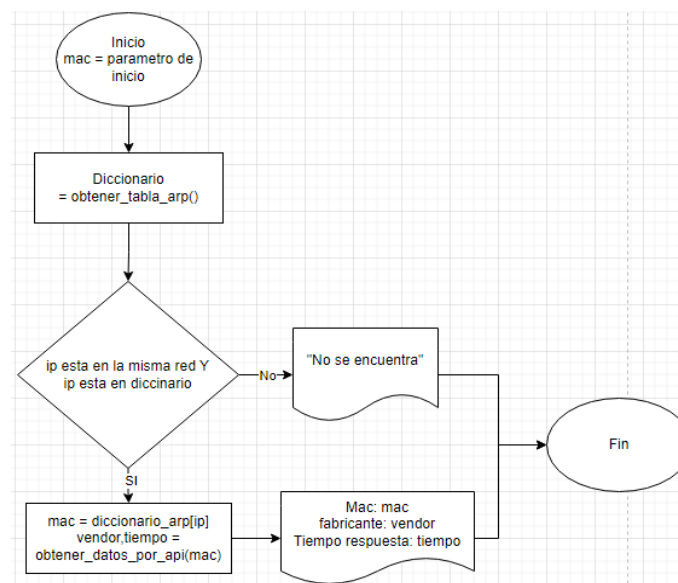 Inicio
mac = parametro de
inicio
Diccionario
= obtener_tabla_arp()
ip esta en la misma red Y
ip esta en diccinario
No
"No se encuentra"
Fin
SI
mac = diccionario_arp[ip]
vendor,tiempo =
obtener_datos_por_api(mac)
Mac: mac
fabricante: vendor
Tiempo respuesta: tiempo